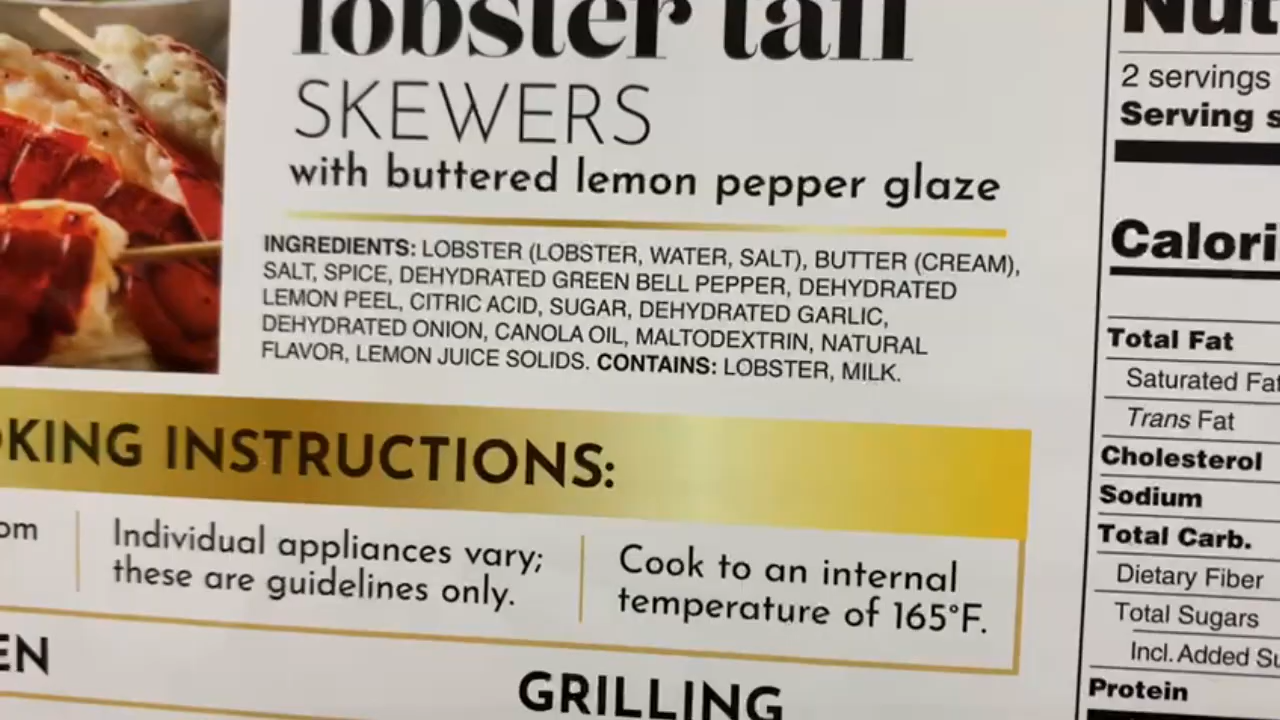 lobster tail
SKEWERS
with buttered lemon pepper glaze
INGREDIENTS: LOBSTER (LOBSTER, WATER, SALT), BUTTER (CREAM),
SALT, SPICE, DEHYDRATED GREEN BELL PEPPER, DEHYDRATED
LEMON PEEL, CITRIC ACID, SUGAR, DEHYDRATED GARLIC,
DEHYDRATED ONION, CANOLA OIL, MALTODEXTRIN, NATURAL
FLAVOR, LEMON JUICE SOLIDS. CONTAINS: LOBSTER, MILK.
KING INSTRUCTIONS:
om
Individual appliances vary;
these are guidelines only.
Cook to an internal
temperature of 165°F.
EN
GRILLING
Nut
2 servings
Serving s
Calori
Total Fat
Saturated Fat
Trans Fat
Cholesterol
Sodium
Total Carb.
Dietary Fiber
Total Sugars
Incl. Added Su
Protein